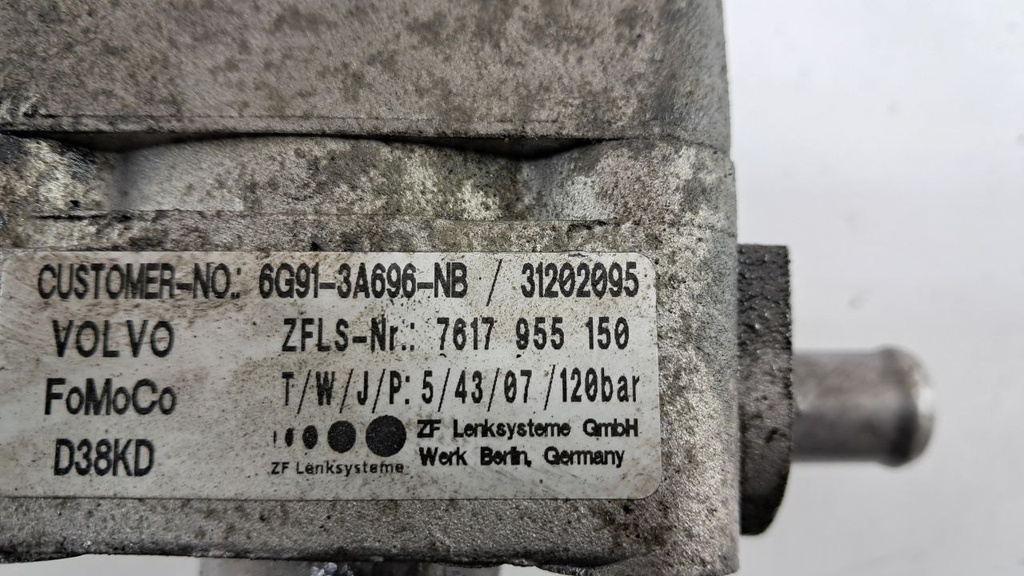 CUSTOMER-NO.: 6G91-3A696-NB / 31202095
VOLVO ZFLS-Nr.: 7617 955 150
FoMoCo T/W/J/P: 5/43/07 /120bar
D38KD ZF Lenksysteme ZF Lenksysteme GmbH
Werk Berlin, Germany